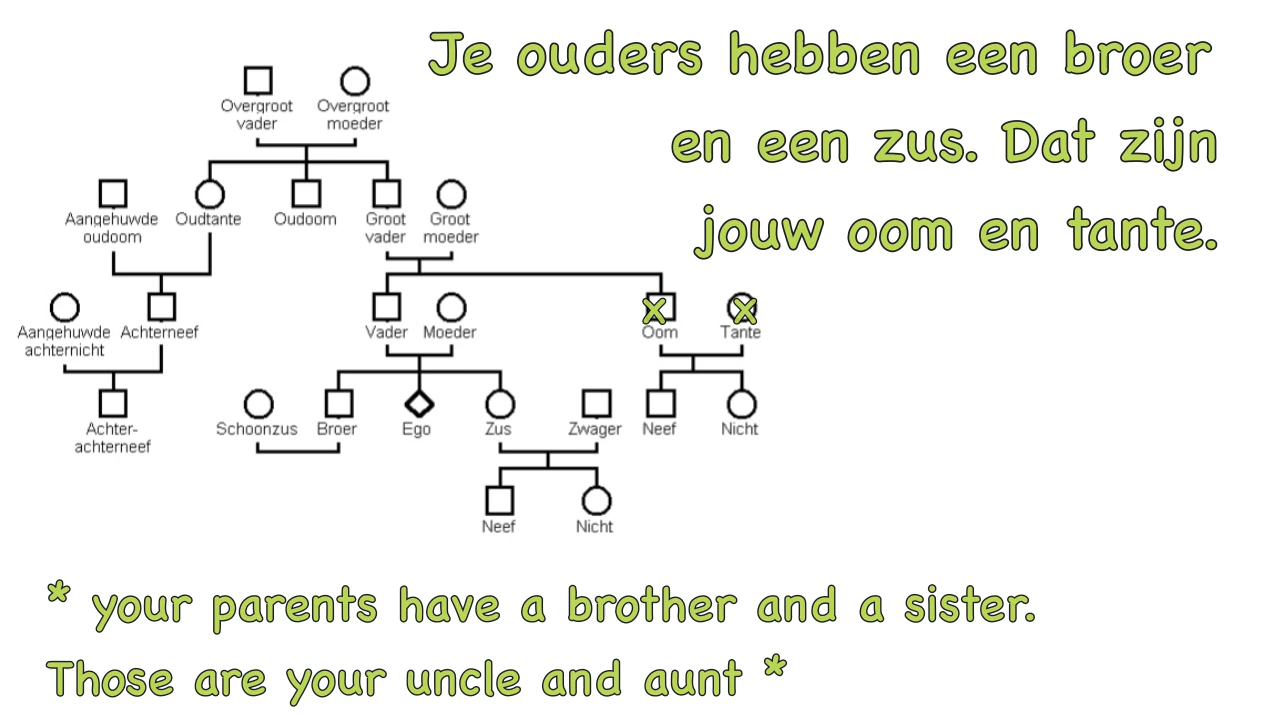 Je ouders hebben een broer
en een zus. Dat zijn
jouw oom en tante.
Overgroot vader
Overgroot moeder
Aangehuwde oudoom
Oudtante
Oudoom
Groot vader
Groot moeder
Aangehuwde achternicht
Achterneef
Vader
Moeder
x
Oom
x
Tante
Achter-
achterneef
Schoonzus
Broer
Ego
Zus
Zwager
Neef
Nicht
Neef
Nicht
* your parents have a brother and a sister.
Those are your uncle and aunt *